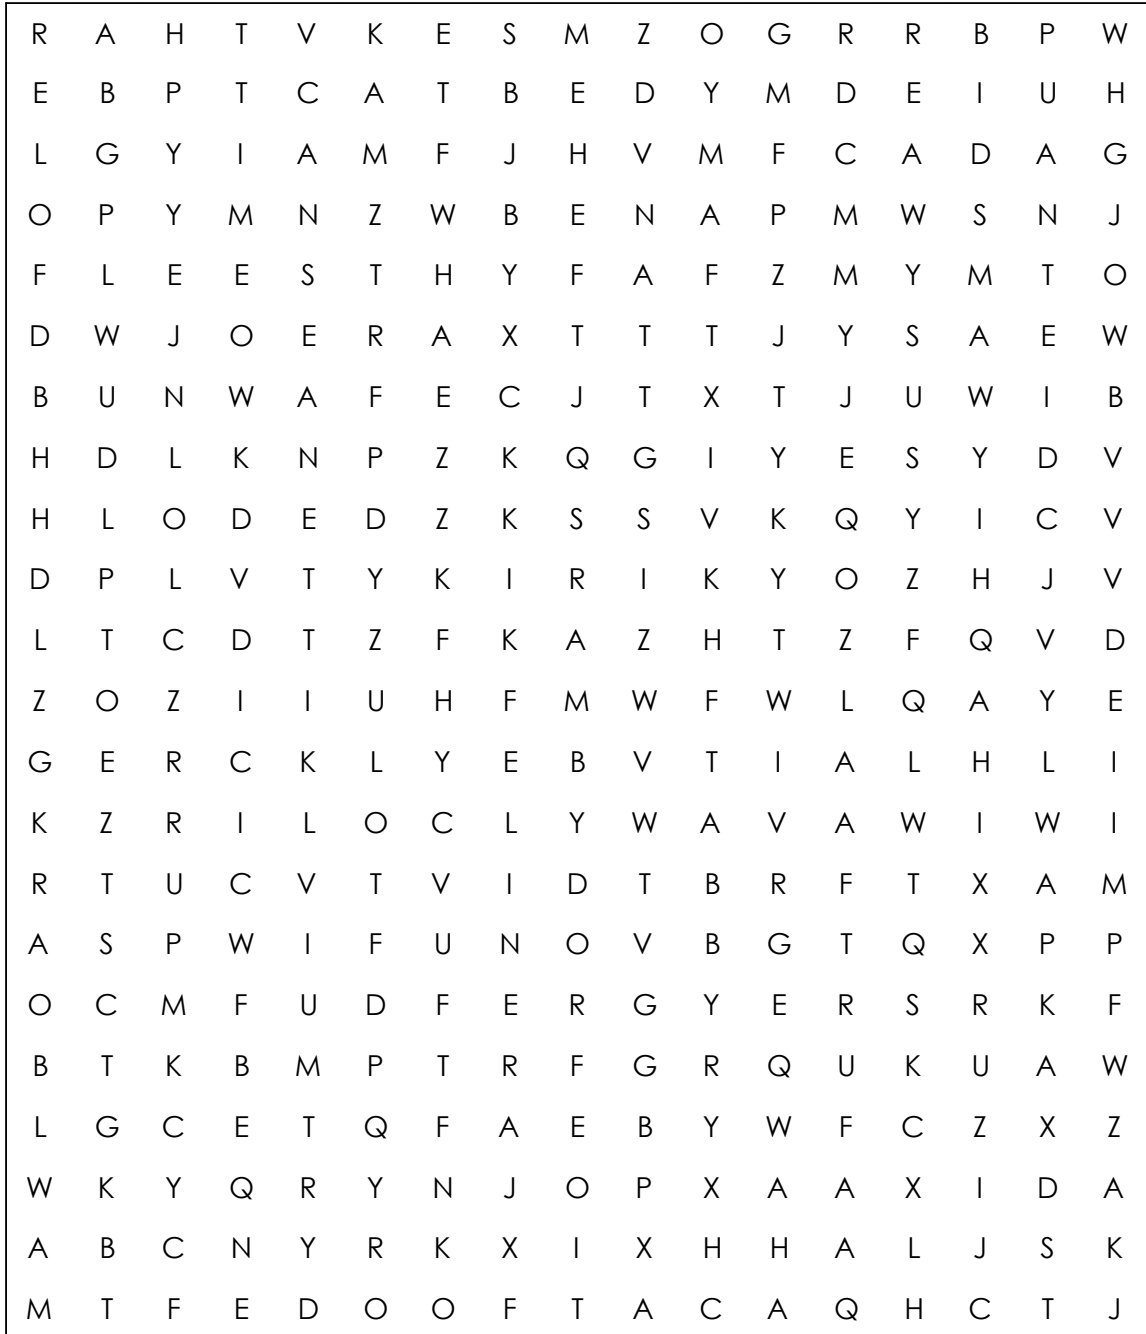 R A H T V K E S M Z O G R R B P W
E B P T C A T B E D Y M D E I U H
L G Y I A M F J H V M F C A D A G
O P Y M N Z W B E N A P M W S N J
F L E E S T H Y F A F Z M Y M T O
D W J O E R A X T T T J Y S A E W
B U N W A F E C J T X T J U W I B
H D L K N P Z K Q G I Y E S Y D V
H L O D E D Z K S S V K Q Y I C V
D P L V T Y K I R I K Y O Z H J V
L T C D T Z F K A Z H T Z F Q V D
Z O Z I I U H F M W F W L Q A Y E
G E R C K L Y E B V T I A L H L I
K Z R I L O C L Y W A V A W I W I
R T U C V T V I D T B R F T X A M
A S P W I F U N O V B G T Q X P P
O C M F U D F E R G Y E R S R K F
B T K B M P T R F G R Q U K U A W
L G C E T Q F A E B Y W F C Z X Z
W K Y Q R Y N J O P X A A X I D A
A B C N Y R K X I X H H A L J S K
M T F E D O O F T A C A Q H C T J